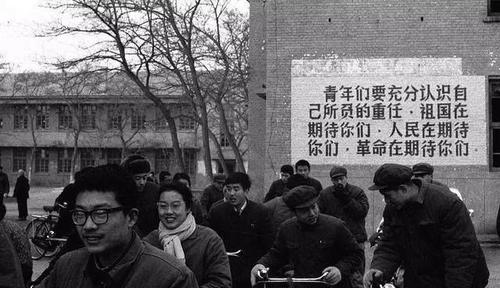 青年们要充分认识自
己所负的重任，祖国在
期待你们，人民在期待
你们，革命在期待你们。